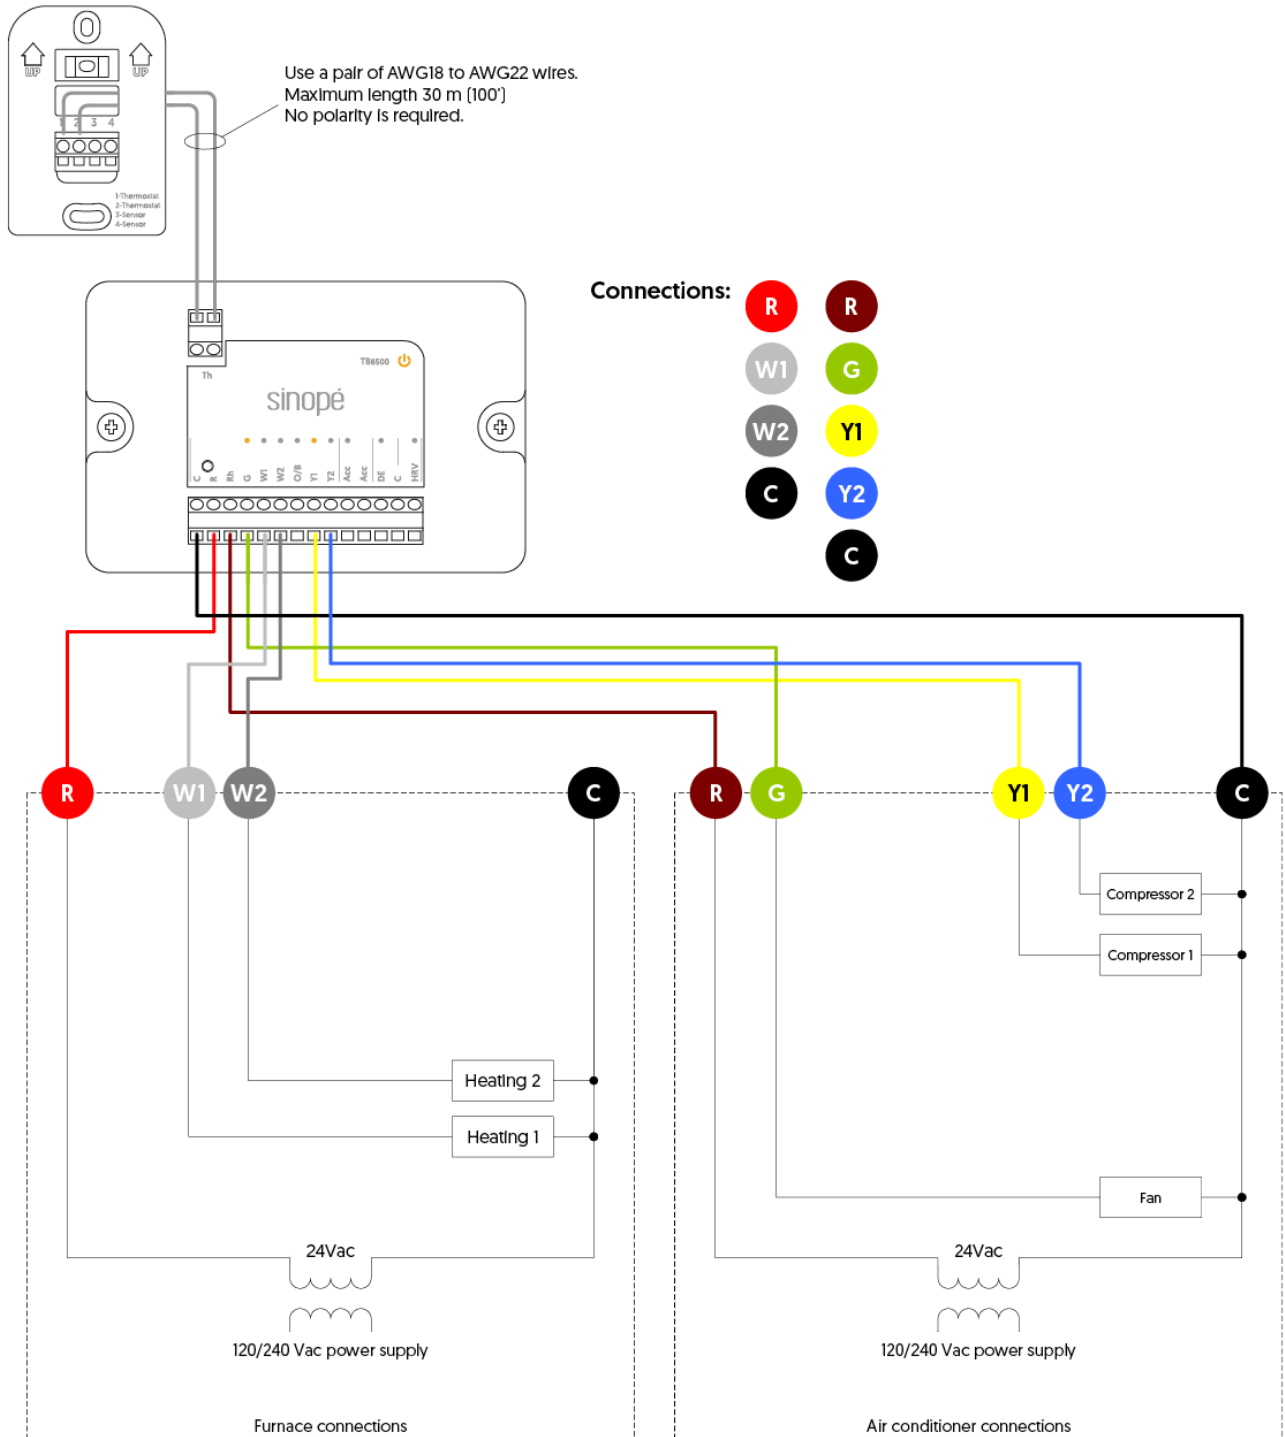 UP
UP
Use a pair of AWG18 to AWG22 wires.
Maximum length 30 m (100')
No polarity is required.
1 2 3 4
1-Thermostat
2-Thermostat
3-Sensor
4-Sensor
Connections:
R R
W1 G
W2 Y1
C Y2
C
TB6500
Th
sinopé
C R Rh G W1 W2 O/B Y1 Y2 Acc Acc DE C HRV
R W1 W2 C R G Y1 Y2 C
Compressor 2
Compressor 1
Heating 2
Heating 1
Fan
24Vac 24Vac
120/240 Vac power supply 120/240 Vac power supply
Furnace connections Air conditioner connections